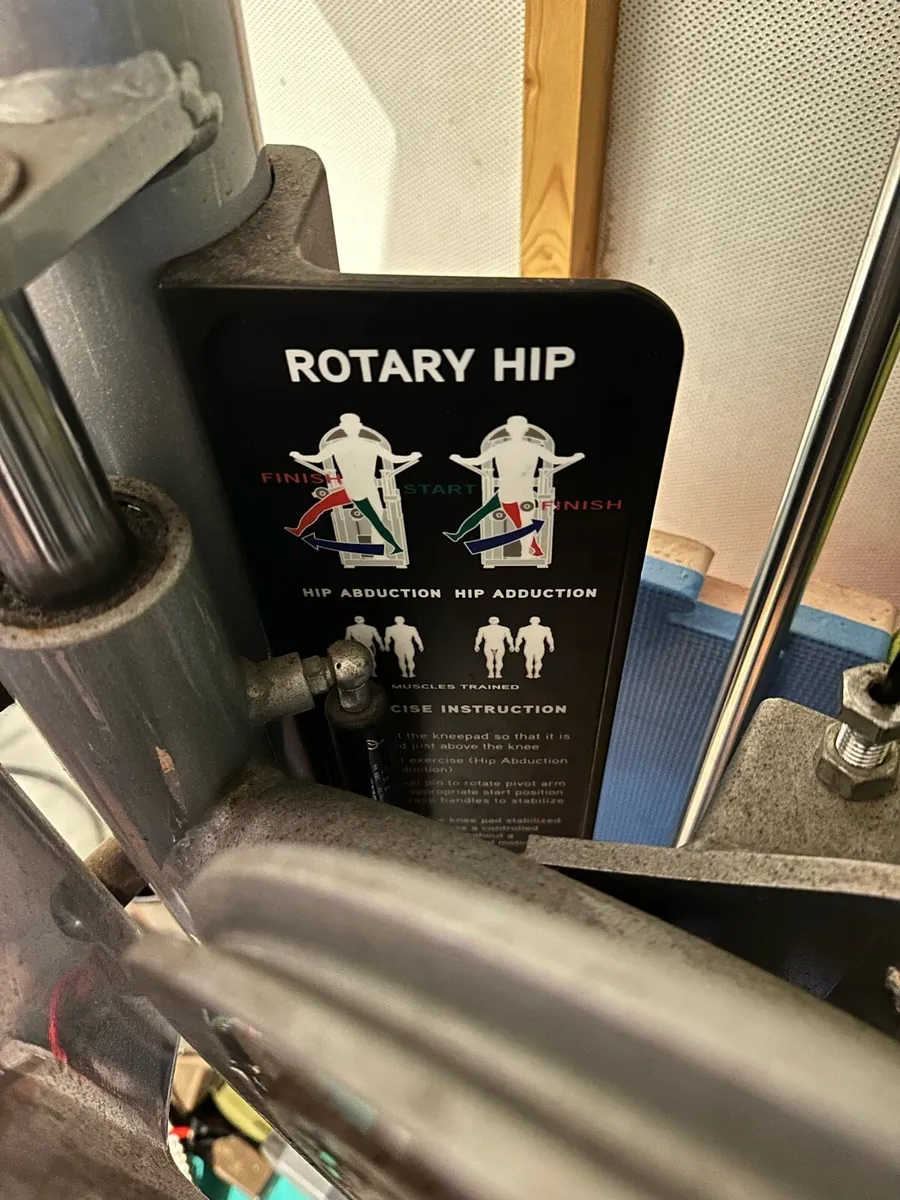 ROTARY HIP
FINISH START FINISH
HIP ABDUCTION HIP ADDUCTION
MUSCLES TRAINED
CISE INSTRUCTION
the kneepad so that it is
just above the knee
exercise (Hip Abduction
duction)
pin to rotate pivot arm
appropriate start position
handles to stabilize
knee pad stabilized
a controlled